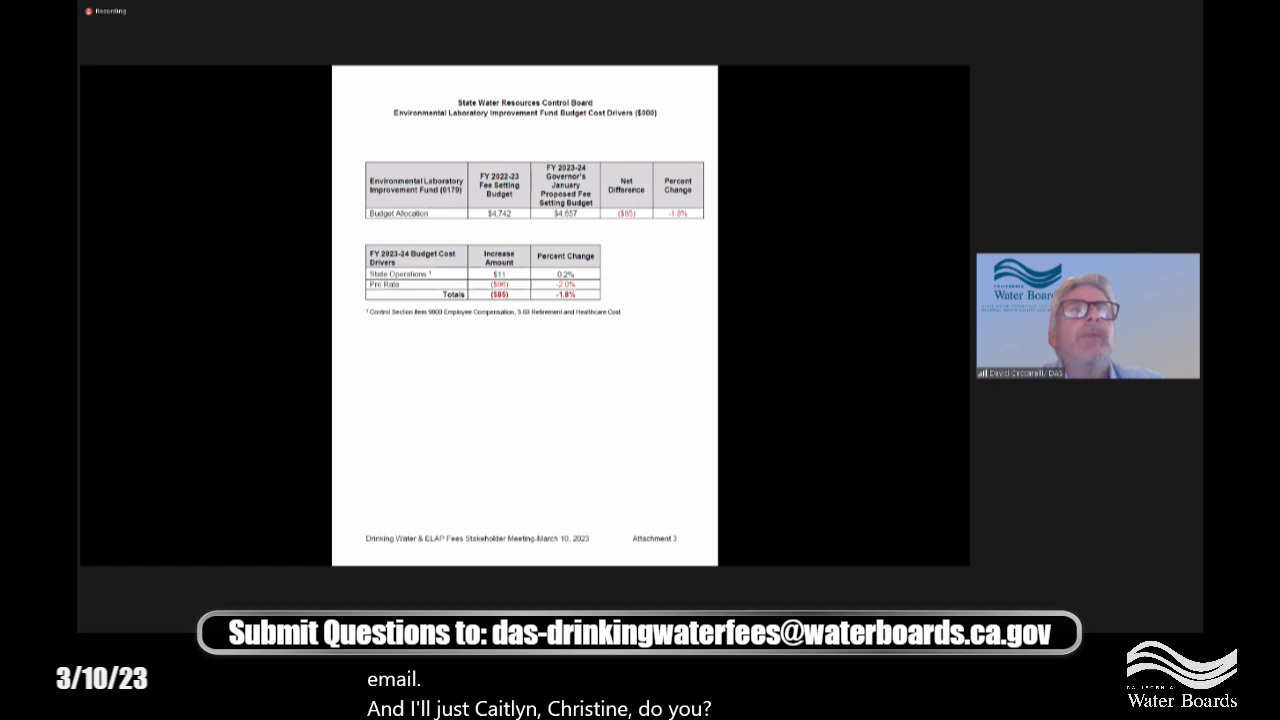 Recording
State Water Resources Control Board
Environmental Laboratory Improvement Fund Budget Cost Drivers ($000)
Environmental Laboratory Improvement Fund (0179)
FY 2022-23 Fee Setting Budget
FY 2023-24 Governor's January Proposed Fee Setting Budget
Net Difference
Percent Change
Budget Allocation $4,742 $4,657 ($85) -1.8%
FY 2023-24 Budget Cost Drivers
Increase Amount
Percent Change
State Operations ¹ $11 0.2%
Pro Rata ($96) -2.0%
Totals ($85) -1.8%
¹ Control Section Item 9800 Employee Compensation, 3.60 Retirement and Healthcare Cost
Drinking Water & ELAP Fees Stakeholder Meeting-March 10, 2023 Attachment 3
CALIFORNIA
Water Boards
David Ceccarelli/ DAS
Submit Questions to: das-drinkingwaterfees@waterboards.ca.gov
3/10/23
email.
And I'll just Caitlyn, Christine, do you?
CALIFORNIA
Water Boards